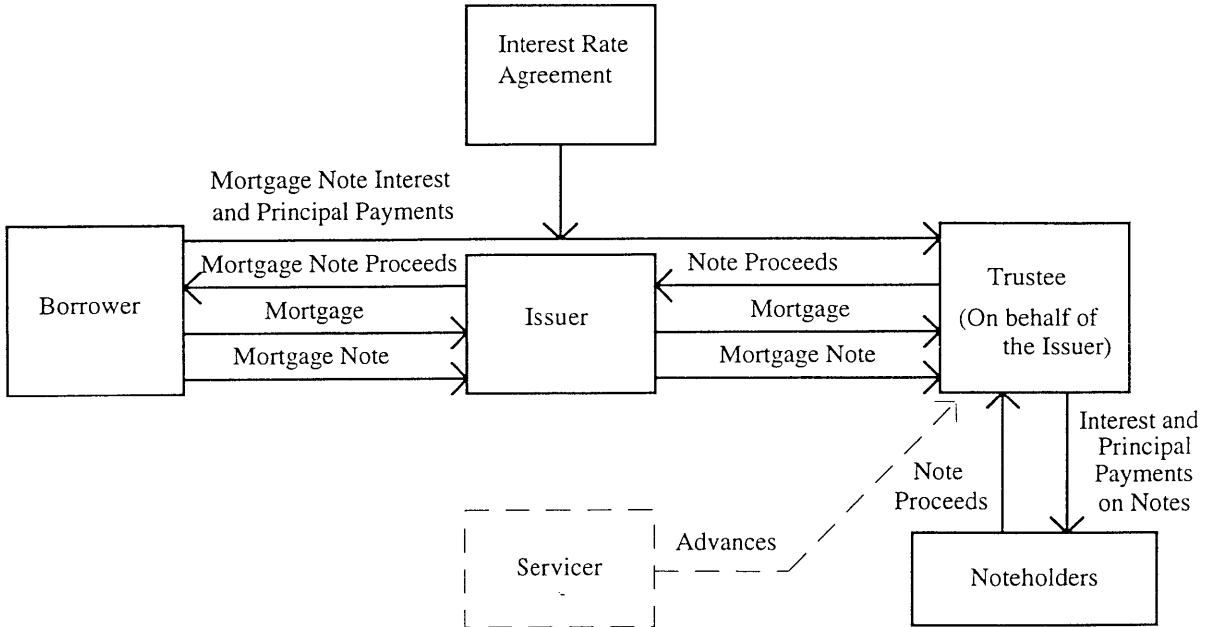 Interest Rate
Agreement
Mortgage Note Interest
and Principal Payments
Mortgage Note Proceeds
Note Proceeds
Borrower
Mortgage
Issuer
Mortgage
Trustee
(On behalf of
the Issuer)
Mortgage Note
Mortgage Note
Interest and
Principal
Payments
on Notes
Note
Proceeds
Advances
Servicer
Noteholders